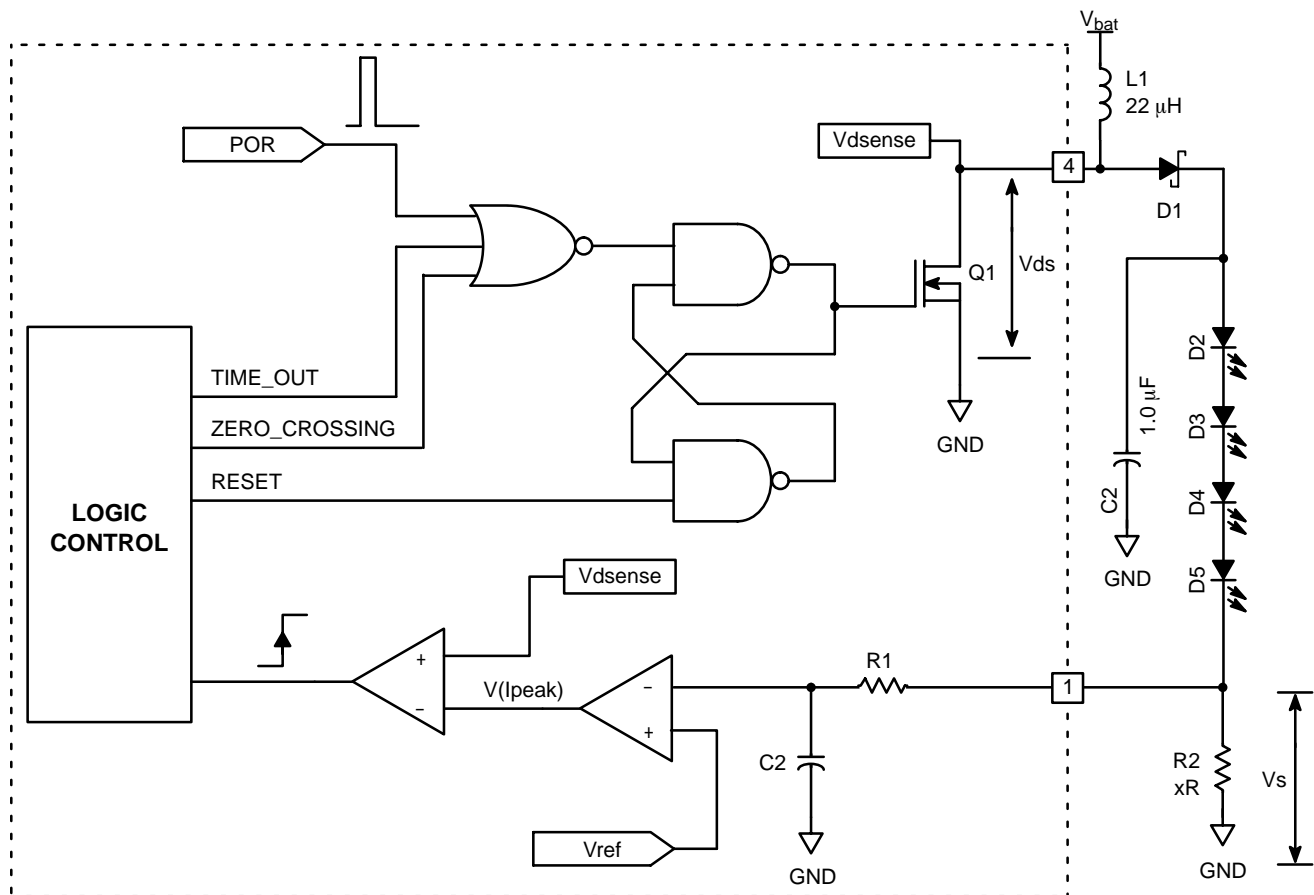 Vbat
L1
22 μH
POR
Vdsense
4
D1
Q1
Vds
D2
TIME_OUT
ZERO_CROSSING
1.0 μF
D3
GND
RESET
C2
D4
LOGIC
CONTROL
GND
D5
Vdsense
+
−
V(Ipeak)
−
+
R1
1
C2
R2
xR
Vs
Vref
GND
GND